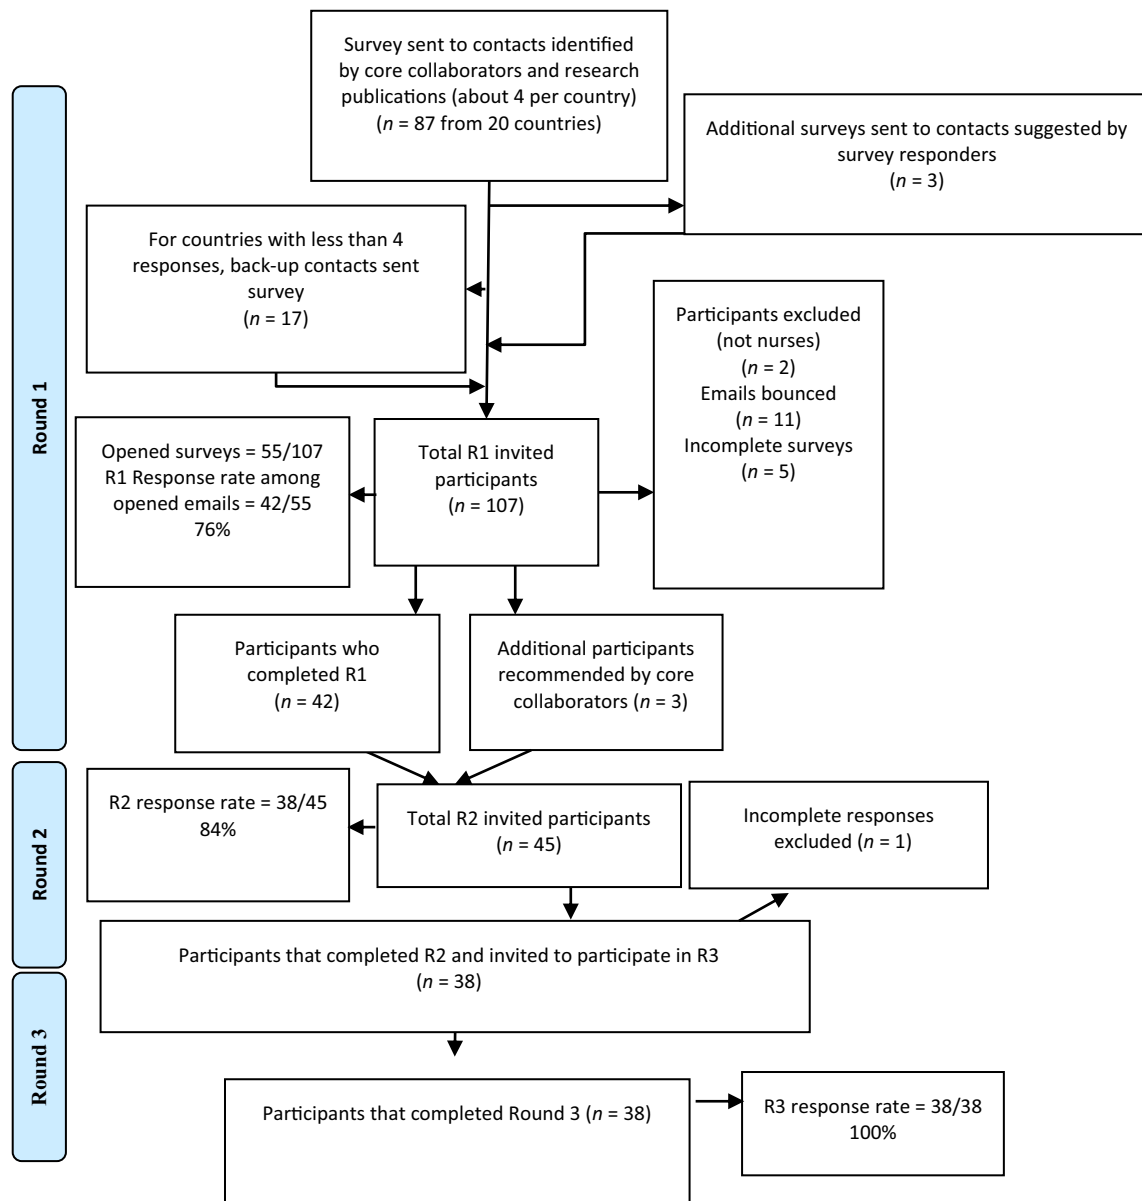 Survey sent to contacts identified
by core collaborators and research
publications (about 4 per country)
(n = 87 from 20 countries)
Additional surveys sent to contacts suggested by
survey responders
(n = 3)
Round 1
For countries with less than 4
responses, back-up contacts sent
survey
(n = 17)
Participants excluded
(not nurses)
(n = 2)
Emails bounced
(n = 11)
Incomplete surveys
(n = 5)
Opened surveys = 55/107
R1 Response rate among
opened emails = 42/55
76%
Total R1 invited
participants
(n = 107)
Participants who
completed R1
(n = 42)
Additional participants
recommended by core
collaborators (n = 3)
Round 2
R2 response rate = 38/45
84%
Total R2 invited participants
(n = 45)
Incomplete responses
excluded (n = 1)
Participants that completed R2 and invited to participate in R3
(n = 38)
Round 3
Participants that completed Round 3 (n = 38)
R3 response rate = 38/38
100%